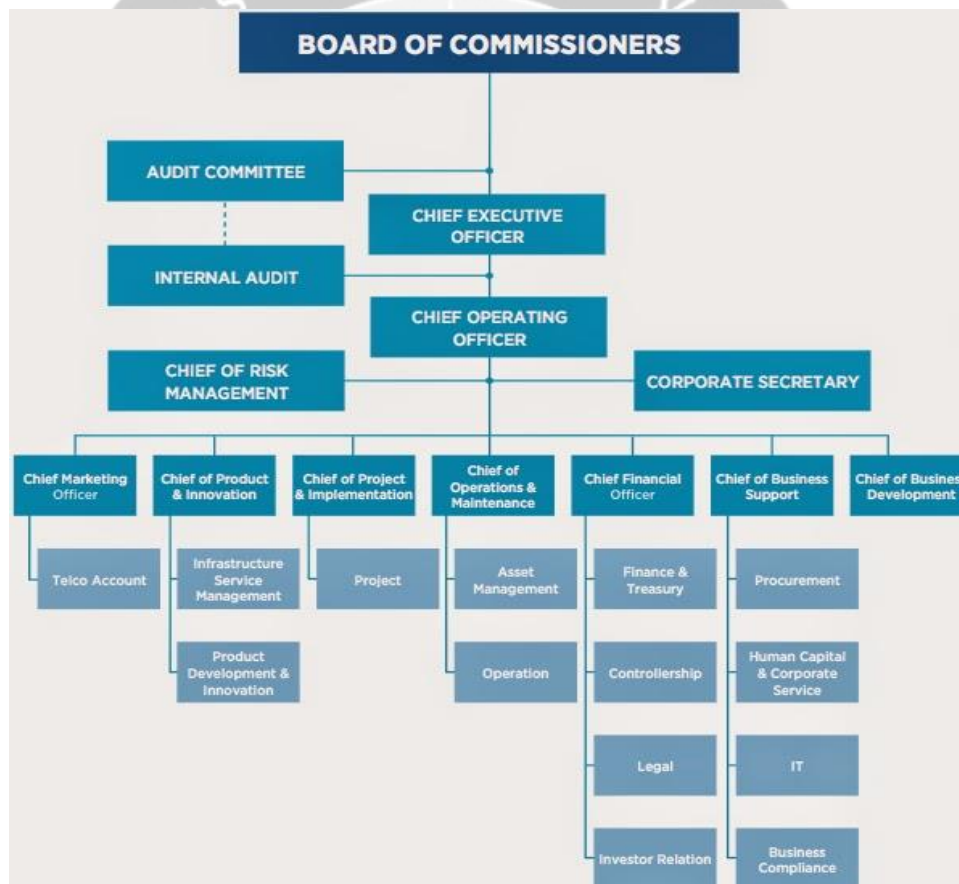 BOARD OF COMMISSIONERS
AUDIT COMMITTEE
CHIEF EXECUTIVE
OFFICER
INTERNAL AUDIT
CHIEF OPERATING
OFFICER
CHIEF OF RISK
MANAGEMENT
CORPORATE SECRETARY
Chief Marketing
Officer
Chief of Product
& Innovation
Chief of Project
& Implementation
Chief of
Operations &
Maintenance
Chief Financial
Officer
Chief of Business
Support
Chief of Business
Development
Telco Account
Infrastructure
Service
Management
Project
Asset
Management
Finance &
Treasury
Procurement
Product
Development &
Innovation
Operation
Controllership
Human Capital
& Corporate
Service
Legal
IT
Investor Relation
Business
Compliance